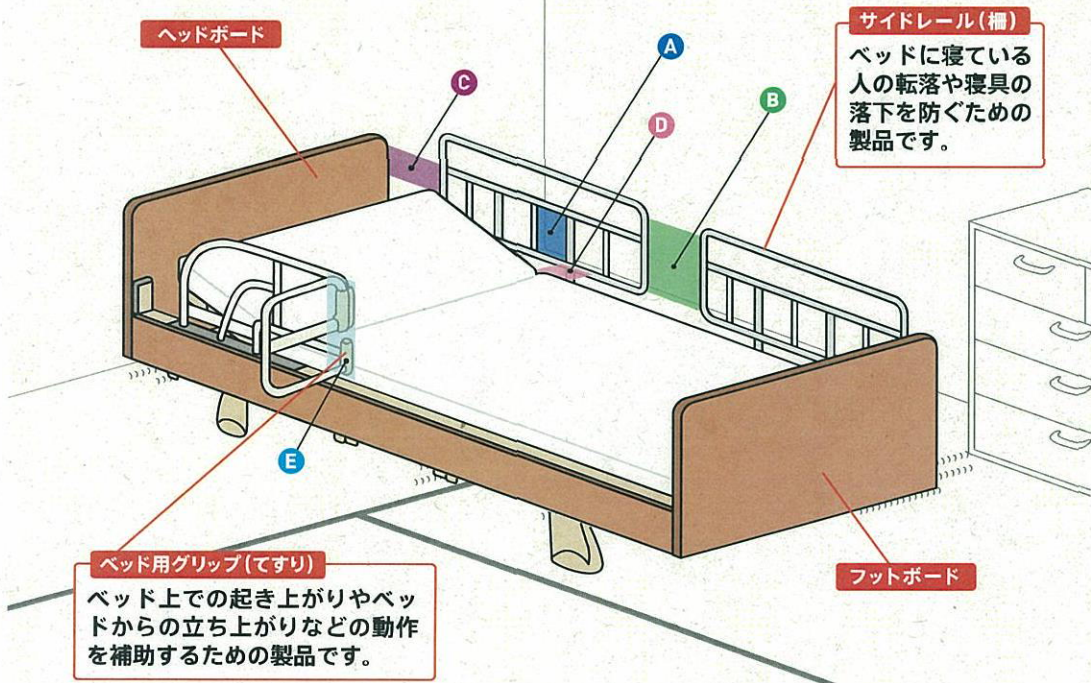 ヘッドボード
サイドレール(柵)
ベッドに寝ている
人の転落や寝具の
落下を防ぐための
製品です。
A
C
B
D
E
ベッド用グリップ(てすり)
ベッド上での起き上がりやベッ
ドからの立ち上がりなどの動作
を補助するための製品です。
フットボード